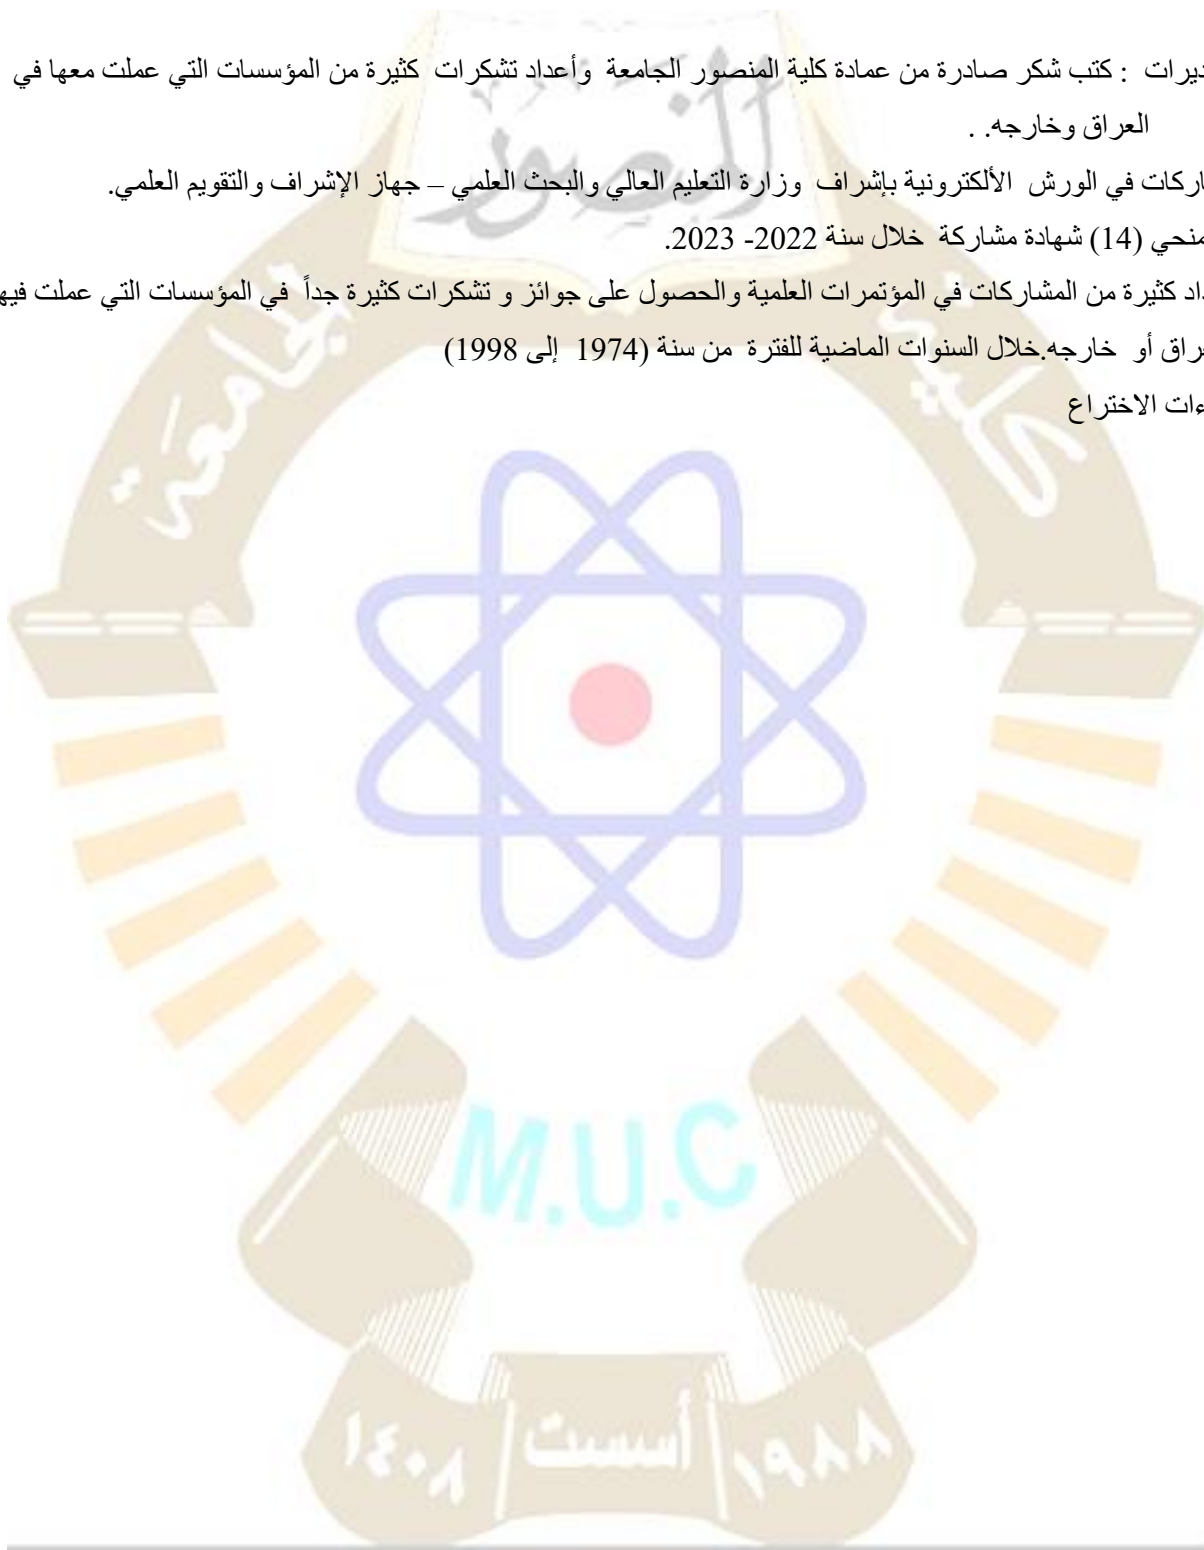 ديرات : كتب شكر صادرة من عمادة كلية المنصور الجامعة وأعداد تشكرات كثيرة من المؤسسات التي عملت معها في
العراق وخارجه. .
اركات في الورش الألكترونية بإشراف وزارة التعليم العالي والبحث العلمي – جهاز الإشراف والتقويم العلمي.
منحي (14) شهادة مشاركة خلال سنة 2022- 2023.
داد كثيرة من المشاركات في المؤتمرات العلمية والحصول على جوائز و تشكرات كثيرة جداً في المؤسسات التي عملت فيه
راق أو خارجه.خلال السنوات الماضية للفترة من سنة (1974 إلى 1998)
ءات الاختراع
المنصور
كلية
الجامعة
M.U.C
١٤٠٨ أسست ١٩٨٨